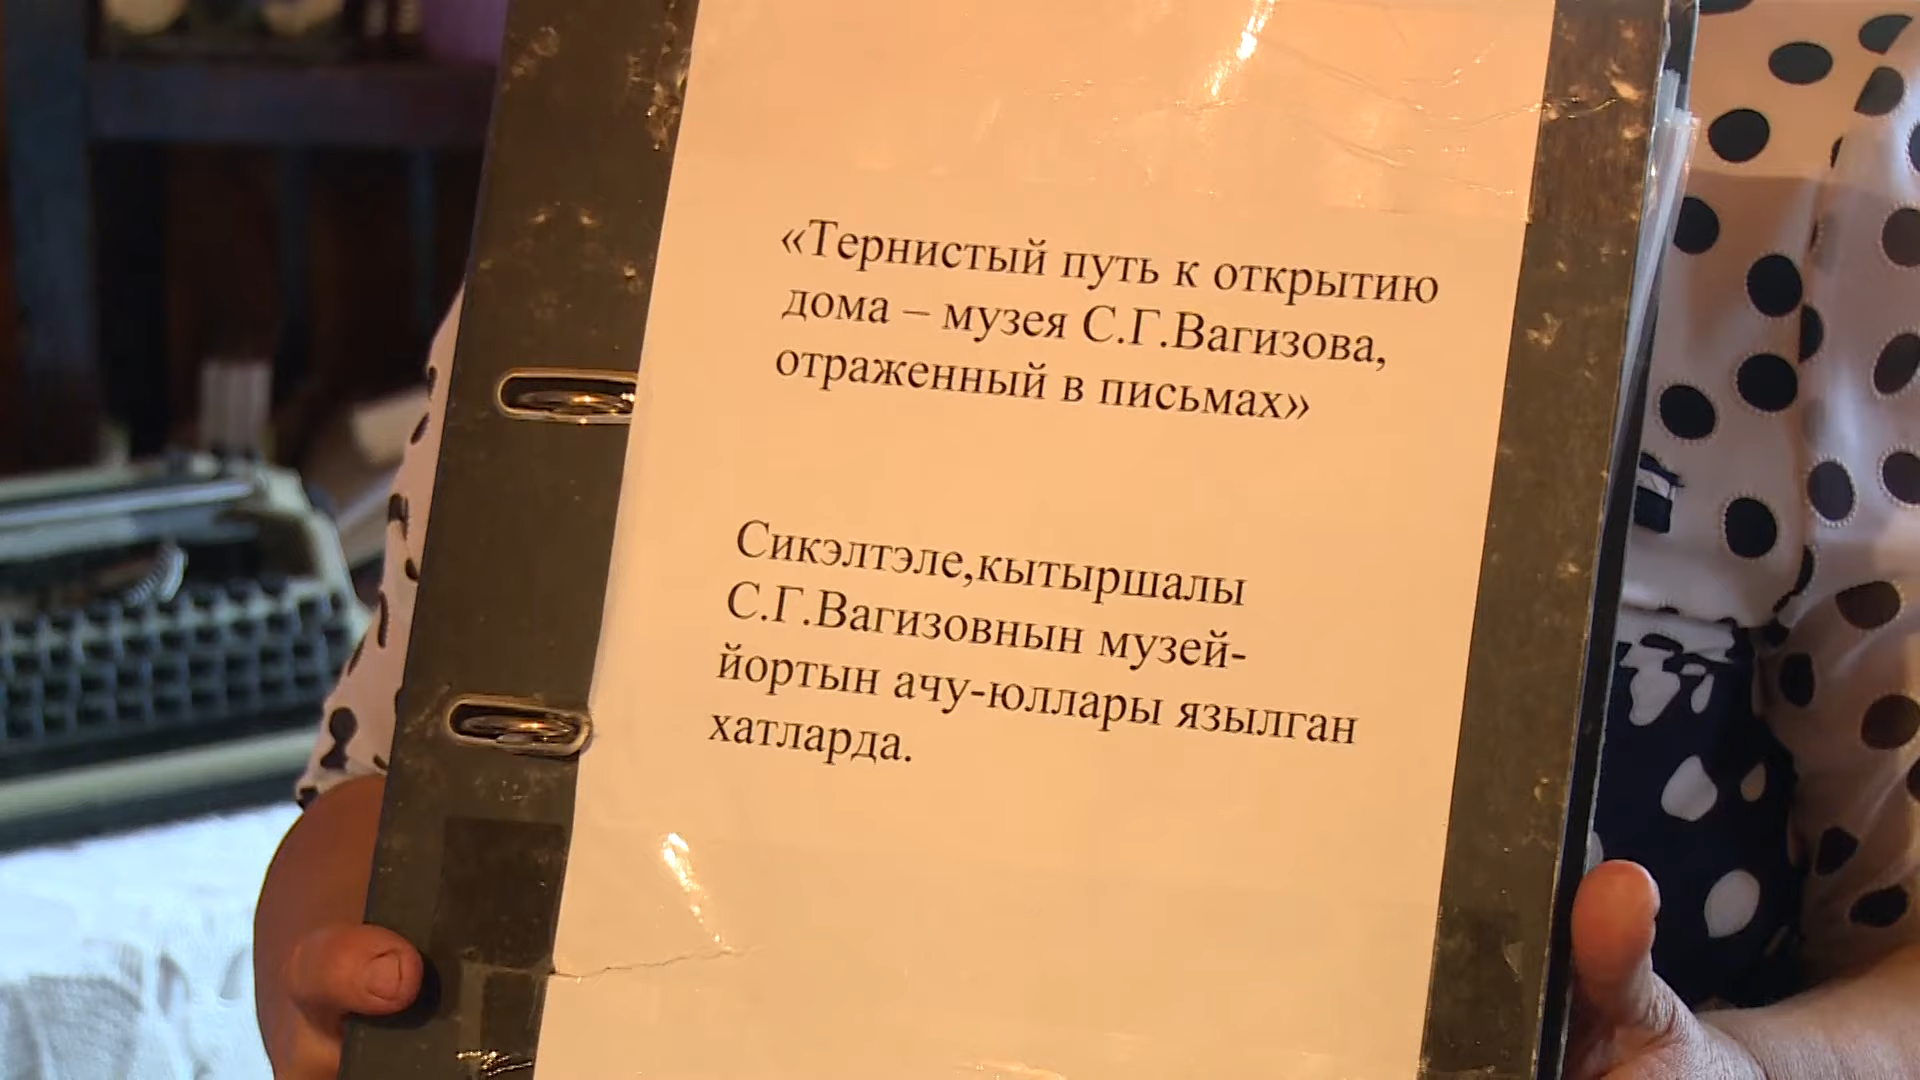 «Тернистый путь к открытию
дома – музея С.Г.Вагизова,
отраженный в письмах»
Сикэлтэле,кытыршалы
С.Г.Вагизовнын музей-
йортын ачу-юллары язылган
хатларда.